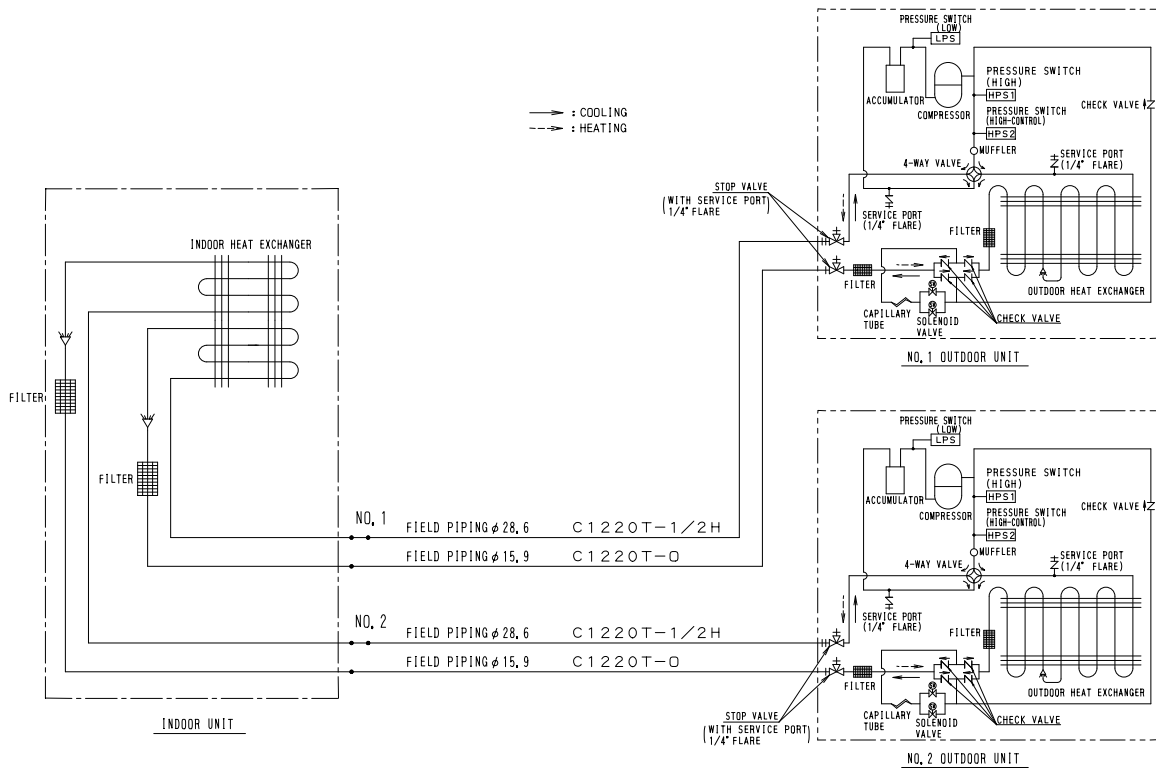 PRESSURE SWITCH
(LOW)
LPS
ACCUMULATOR
COMPRESSOR
PRESSURE SWITCH
(HIGH)
HPS1
CHECK VALVE
PRESSURE SWITCH
(HIGH-CONTROL)
HPS2
MUFFLER
4-WAY VALVE
SERVICE PORT
(1/4" FLARE)
: COOLING
: HEATING
STOP VALVE
(WITH SERVICE PORT)
1/4" FLARE
SERVICE PORT
(1/4" FLARE)
FILTER
FILTER
OUTDOOR HEAT EXCHANGER
CAPILLARY
TUBE
SOLENOID
VALVE
CHECK VALVE
NO.1 OUTDOOR UNIT
INDOOR HEAT EXCHANGER
FILTER
FILTER
NO.1
FIELD PIPING φ28.6 C1220T-1/2H
FIELD PIPING φ15.9 C1220T-O
NO.2
FIELD PIPING φ28.6 C1220T-1/2H
FIELD PIPING φ15.9 C1220T-O
INDOOR UNIT
PRESSURE SWITCH
(LOW)
LPS
ACCUMULATOR
COMPRESSOR
PRESSURE SWITCH
(HIGH)
HPS1
CHECK VALVE
PRESSURE SWITCH
(HIGH-CONTROL)
HPS2
MUFFLER
4-WAY VALVE
SERVICE PORT
(1/4" FLARE)
SERVICE PORT
(1/4" FLARE)
FILTER
FILTER
OUTDOOR HEAT EXCHANGER
CAPILLARY
TUBE
SOLENOID
VALVE
CHECK VALVE
STOP VALVE
(WITH SERVICE PORT)
1/4" FLARE
NO.2 OUTDOOR UNIT